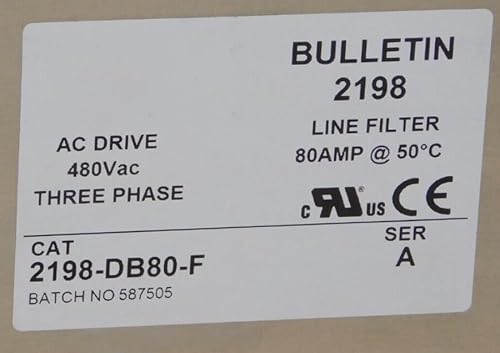 BULLETIN
2198
AC DRIVE
480Vac
THREE PHASE
LINE FILTER
80AMP @ 50°C
c RU US CE
CAT
2198-DB80-F
BATCH NO 587505
SER
A